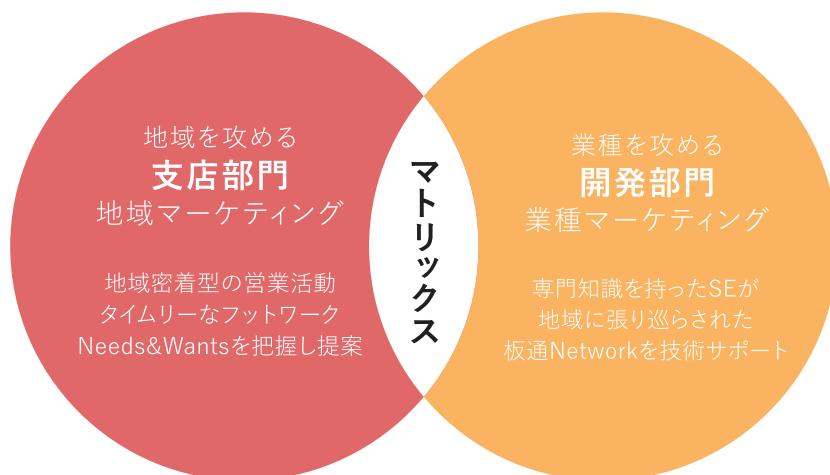 地域を攻める
支店部門
地域マーケティング
地域密着型の営業活動
タイムリーなフットワーク
Needs&Wantsを把握し提案
マトリックス
業種を攻める
開発部門
業種マーケティング
専門知識を持ったSEが
地域に張り巡らされた
板通Networkを技術サポート